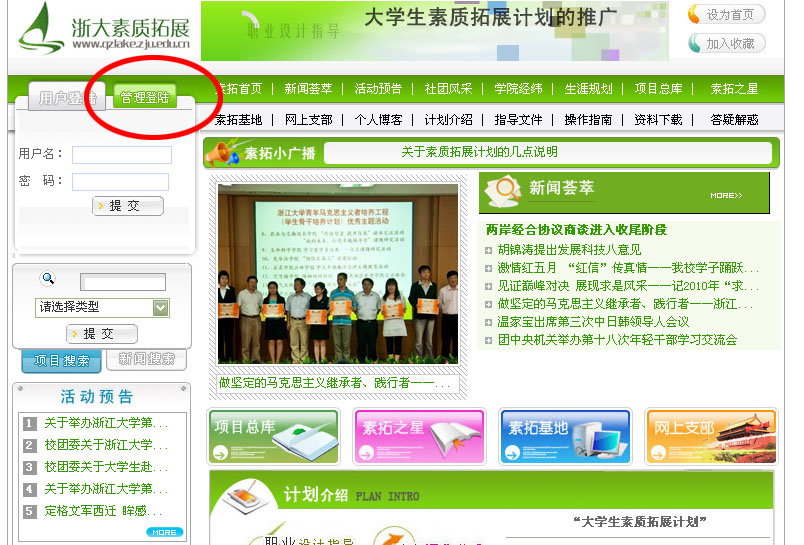 浙大素质拓展
www.qzlake.zju.edu.cn
职业设计指导
大学生素质拓展计划的推广
设为首页
加入收藏
用户登陆
管理登陆
素拓首页 | 新闻荟萃 | 活动预告 | 社团风采 | 学院经纬 | 生涯规划 | 项目总库 | 素拓之星
素拓基地 | 网上支部 | 个人博客 | 计划介绍 | 指导文件 | 操作指南 | 资料下载 | 答疑解惑
用户名：
密 码：
提 交
请选择类型
提 交
项目搜索
新闻搜索
活动预告
1 关于举办浙江大学第...
2 校团委关于浙江大学...
3 校团委关于大学生赴...
4 关于举办浙江大学第...
5 定格文军西迁 眸感...
MORE
素拓小广播
关于素质拓展计划的几点说明
浙江大学青年马克思主义者培养工程
（学生骨干培养计划）优秀主题活动
做坚定的马克思主义继承者、践行者一一...
新闻荟萃
MORE>>
两岸经合协议商谈进入收尾阶段
胡锦涛提出发展科技八意见
激情红五月 “红信”传真情——我校学子踊跃...
见证巅峰对决 展现求是风采——记2010年“求...
做坚定的马克思主义继承者、践行者——浙江...
温家宝出席第三次中日韩领导人会议
团中央机关举办第十八次年轻干部学习交流会
项目总库
素拓之星
素拓基地
网上支部
计划介绍 PLAN INTRO
职业设计指导
“大学生素质拓展计划”